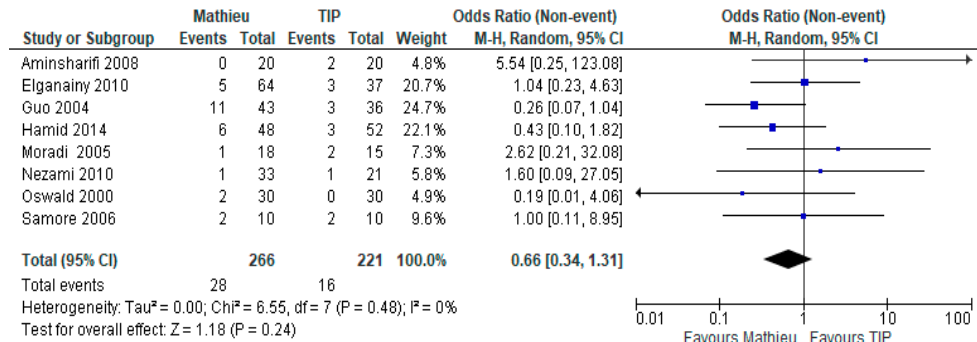 Mathieu TIP Odds Ratio (Non-event) Odds Ratio (Non-event)
Study or Subgroup Events Total Events Total Weight M-H, Random, 95% CI M-H, Random, 95% CI
Aminsharifi 2008 0 20 2 20 4.8% 5.54 [0.25, 123.08]
Elganainy 2010 5 64 3 37 20.7% 1.04 [0.23, 4.63]
Guo 2004 11 43 3 36 24.7% 0.26 [0.07, 1.04]
Hamid 2014 6 48 3 52 22.1% 0.43 [0.10, 1.82]
Moradi 2005 1 18 2 15 7.3% 2.62 [0.21, 32.08]
Nezami 2010 1 33 1 21 5.8% 1.60 [0.09, 27.05]
Oswald 2000 2 30 0 30 4.9% 0.19 [0.01, 4.06]
Samore 2006 2 10 2 10 9.6% 1.00 [0.11, 8.95]
Total (95% CI) 266 221 100.0% 0.66 [0.34, 1.31]
Total events 28 16
Heterogeneity: Tau² = 0.00; Chi² = 6.55, df = 7 (P = 0.48); I² = 0%
Test for overall effect: Z = 1.18 (P = 0.24)
0.01 0.1 1 10 100
Favours Mathieu Favours TIP